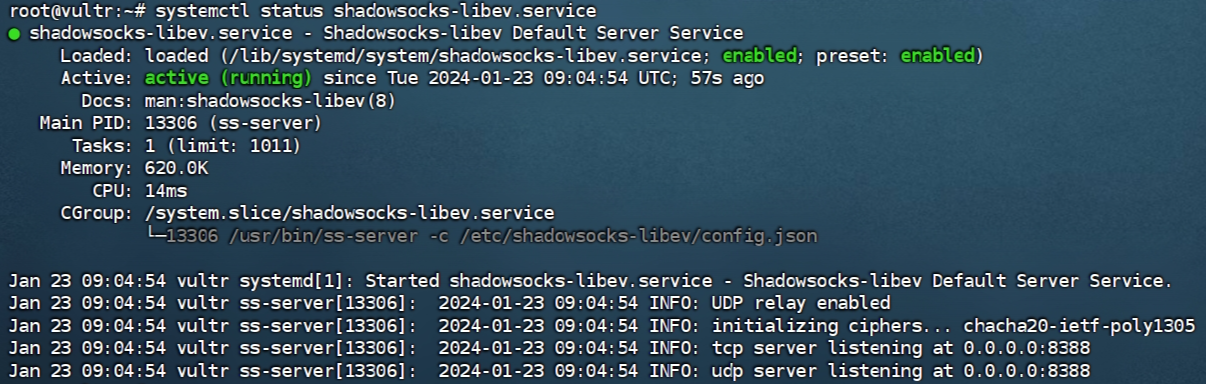 root@vultr:~# systemctl status shadowsocks-libev.service
● shadowsocks-libev.service - Shadowsocks-libev Default Server Service
Loaded: loaded (/lib/systemd/system/shadowsocks-libev.service; enabled; preset: enabled)
Active: active (running) since Tue 2024-01-23 09:04:54 UTC; 57s ago
Docs: man:shadowsocks-libev(8)
Main PID: 13306 (ss-server)
Tasks: 1 (limit: 1011)
Memory: 620.0K
CPU: 14ms
CGroup: /system.slice/shadowsocks-libev.service
└─13306 /usr/bin/ss-server -c /etc/shadowsocks-libev/config.json
Jan 23 09:04:54 vultr systemd[1]: Started shadowsocks-libev.service - Shadowsocks-libev Default Server Service.
Jan 23 09:04:54 vultr ss-server[13306]:  2024-01-23 09:04:54 INFO: UDP relay enabled
Jan 23 09:04:54 vultr ss-server[13306]:  2024-01-23 09:04:54 INFO: initializing ciphers... chacha20-ietf-poly1305
Jan 23 09:04:54 vultr ss-server[13306]:  2024-01-23 09:04:54 INFO: tcp server listening at 0.0.0.0:8388
Jan 23 09:04:54 vultr ss-server[13306]:  2024-01-23 09:04:54 INFO: udp server listening at 0.0.0.0:8388